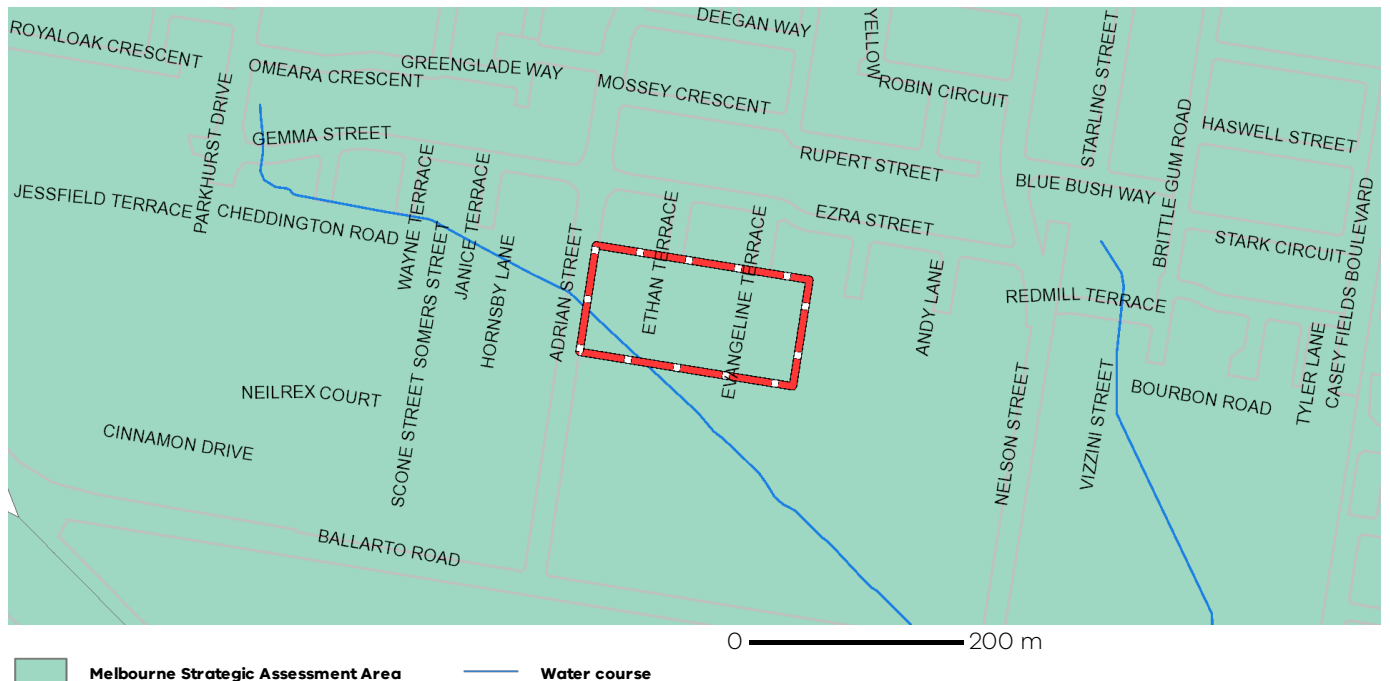 DEEGAN WAY
YELLOW
ROBIN CIRCUIT
STARLING STREET
ROYALOAK CRESCENT
OMEARA CRESCENT
GREENGLADE WAY
MOSSEY CRESCENT
PARKHURST DRIVE
GEMMA STREET
HASWELL STREET
BRITTLE GUM ROAD
RUPERT STREET
BLUE BUSH WAY
JESSFIELD TERRACE
CHEDDINGTON ROAD
WAYNE TERRACE
JANICE TERRACE
EZRA STREET
STARK CIRCUIT
CASEY FIELDS BOULEVARD
SOMERS STREET
HORNSBY LANE
ADRIAN STREET
ETHAN TERRACE
EVANGELINE TERRACE
ANDY LANE
REDMILL TERRACE
NEILREX COURT
SCONE STREET
CINNAMON DRIVE
NELSON STREET
VIZZINI STREET
BOURBON ROAD
TYLER LANE
BALLARTO ROAD
0 200 m
Melbourne Strategic Assessment Area
Water course